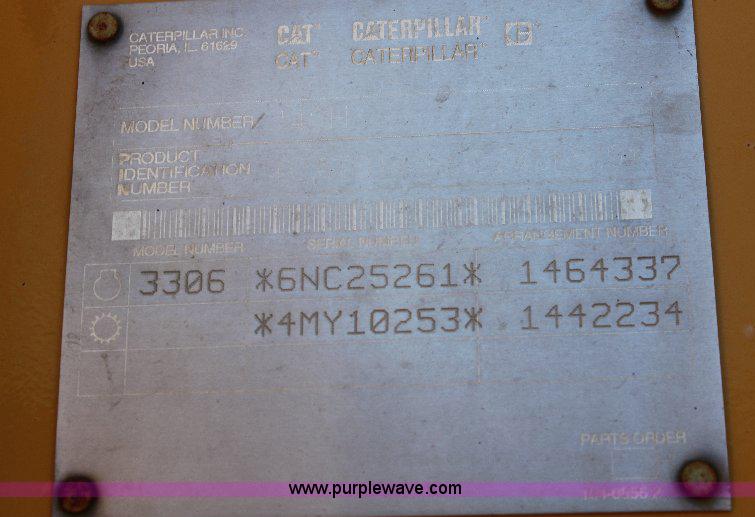 CATERPILLAR INC.
PEORIA, IL. 61629
USA
CAT® CATERPILLAR®
CAT® CATERPILLAR®
MODEL NUMBER
PRODUCT
IDENTIFICATION
NUMBER
MODEL NUMBER SERIAL NUMBER ARRANGEMENT NUMBER
3306 *6NC25261* 1464337
*4MY10253* 1442234
PARTS ORDER
www.purplewave.com